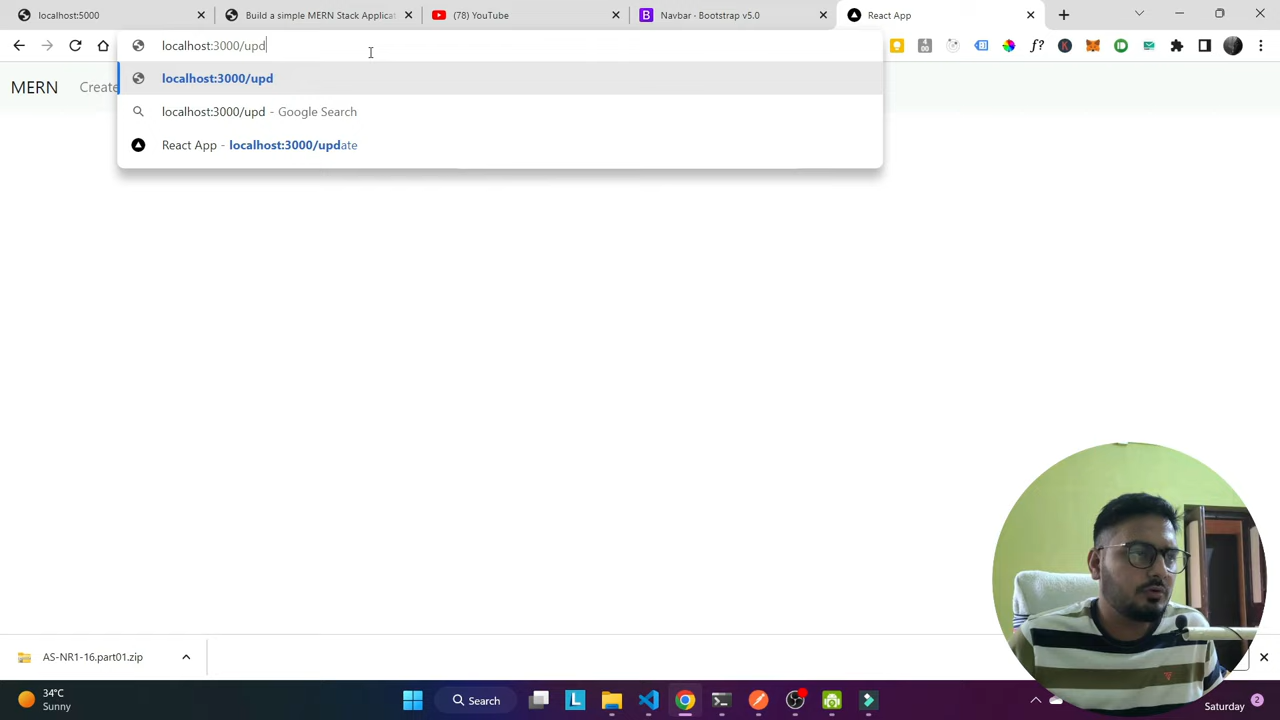 localhost:5000
Build a simple MERN Stack Applicat
(78) YouTube
Navbar · Bootstrap v5.0
React App
localhost:3000/upd
localhost:3000/upd
localhost:3000/upd - Google Search
React App - localhost:3000/update
MERN Create
AS-NR1-16.part01.zip
34°C
Sunny
Search
Saturday
2